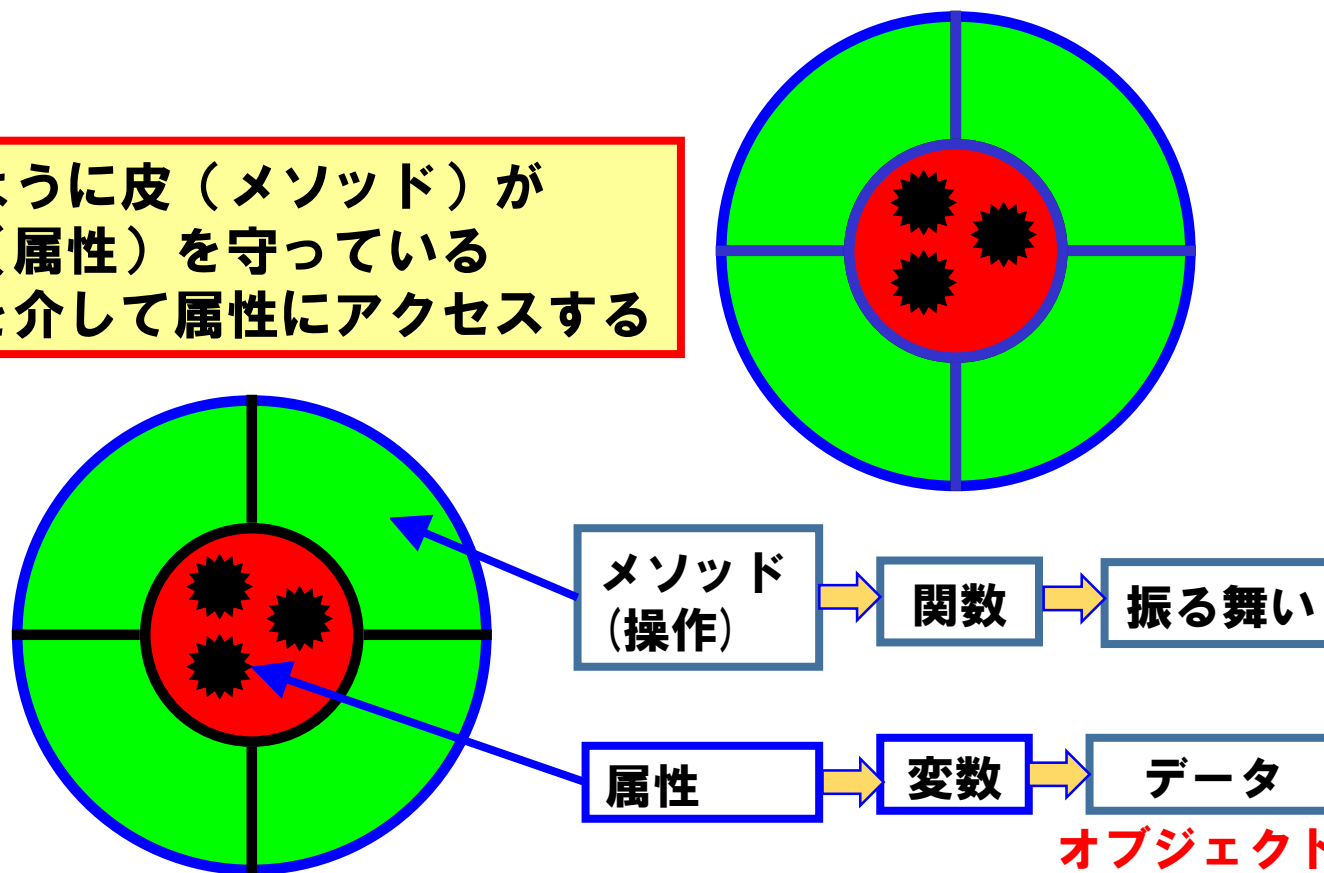 ように皮（メソッド）が
（属性）を守っている
を介して属性にアクセスする
メソッド
(操作)
関数
振る舞い
属性
変数
データ
オブジェクト